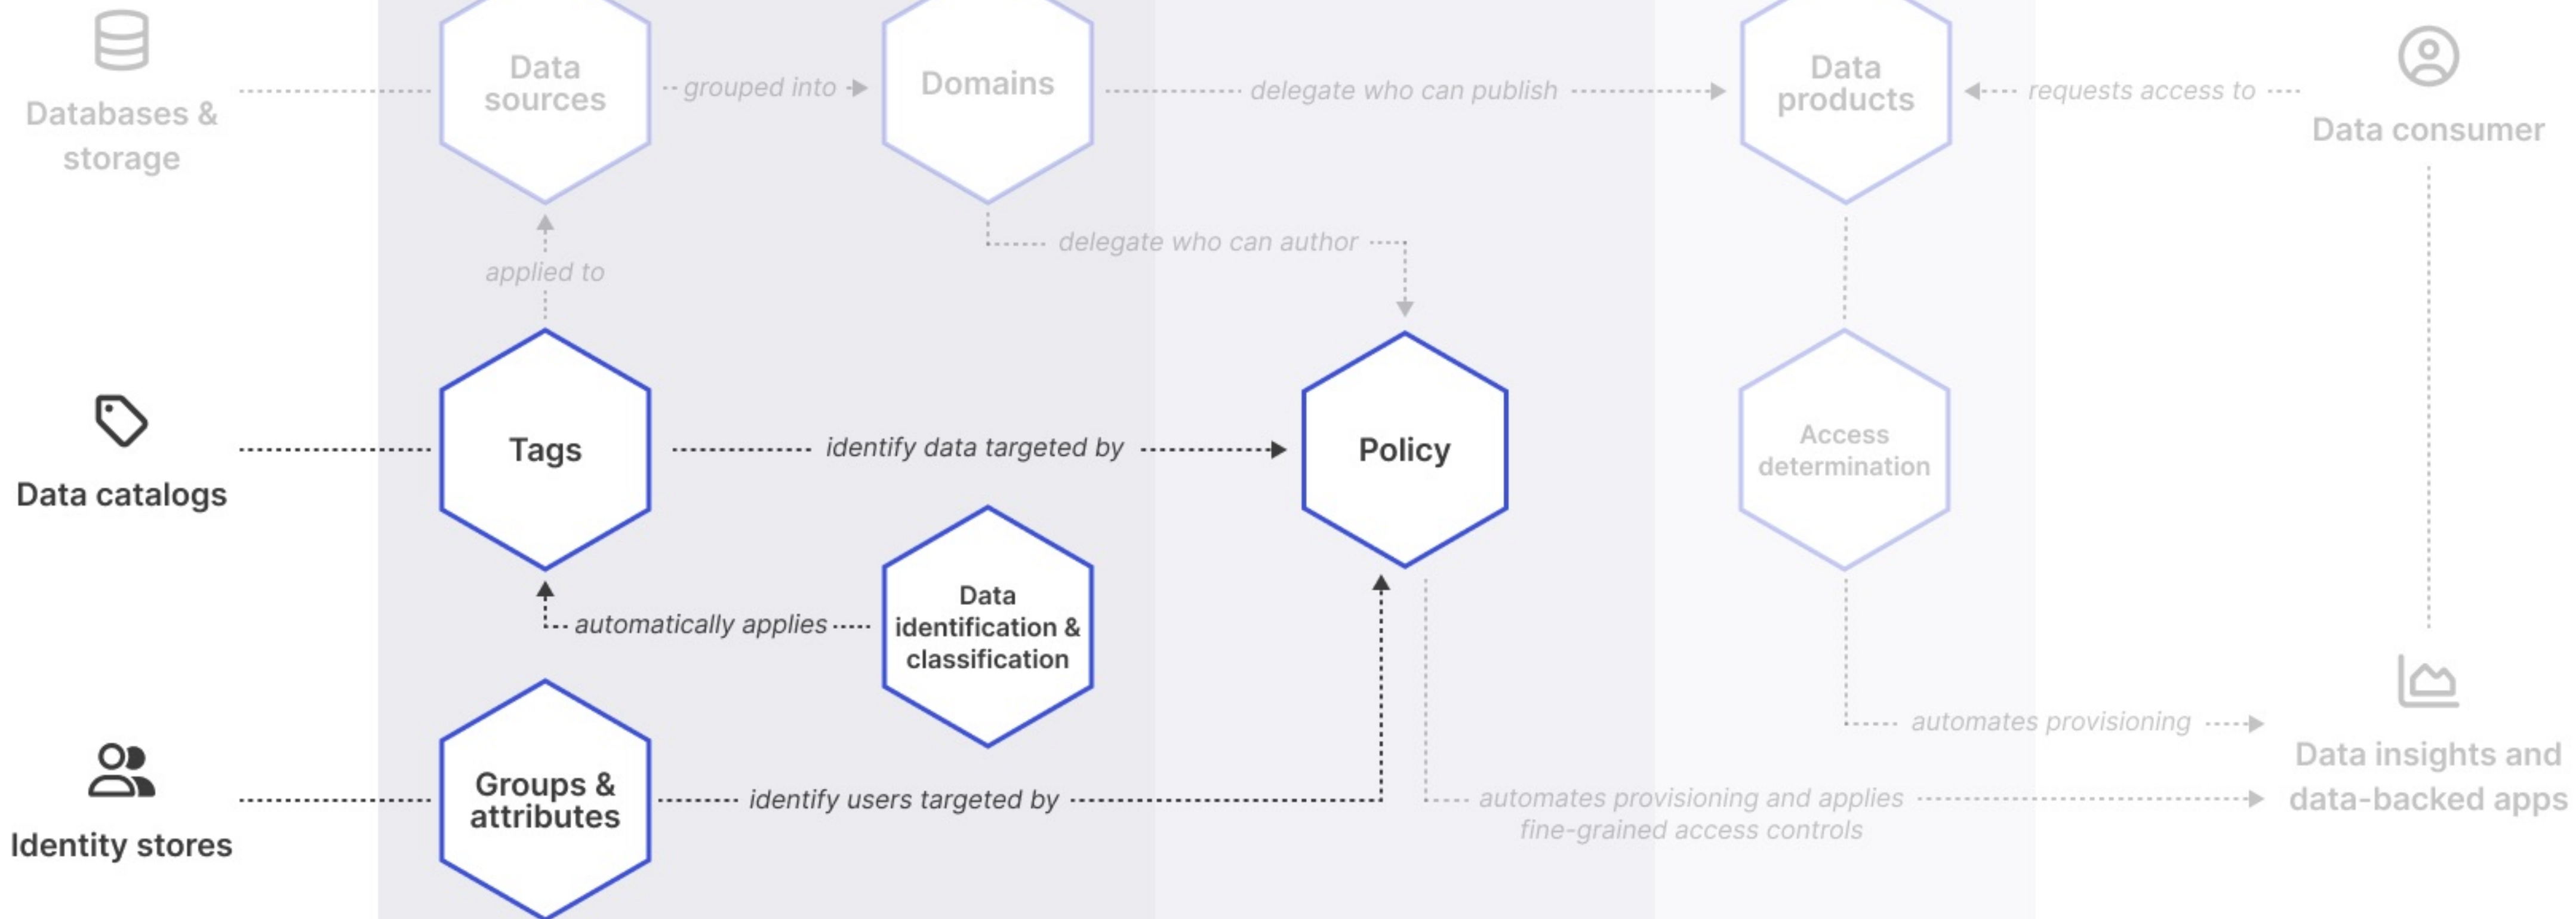 Databases &
storage
Data
sources
grouped into
Domains
delegate who can publish
Data
products
requests access to
Data consumer
delegate who can author
applied to
Data catalogs
Tags
identify data targeted by
Policy
Access
determination
automatically applies
Data
identification &
classification
Identity stores
Groups &
attributes
identify users targeted by
automates provisioning
automates provisioning and applies
fine-grained access controls
Data insights and
data-backed apps